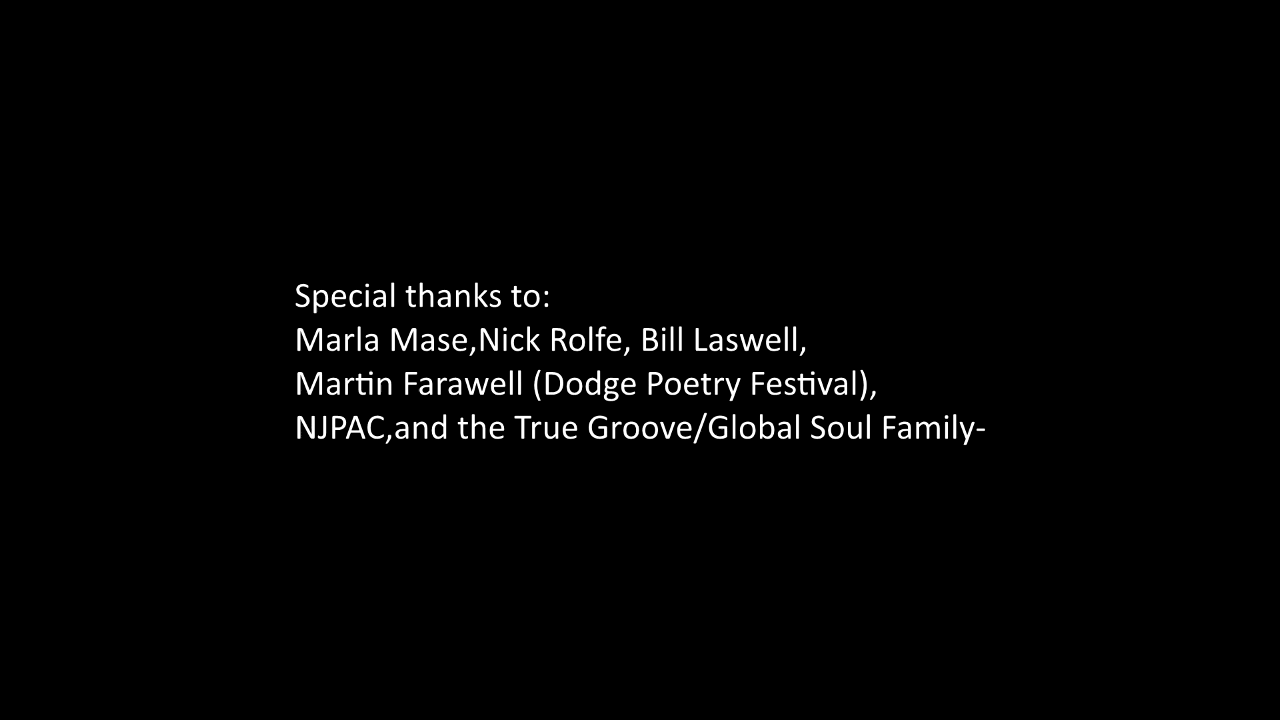 Special thanks to:
Marla Mase,Nick Rolfe, Bill Laswell,
Martin Farawell (Dodge Poetry Festival),
NJPAC,and the True Groove/Global Soul Family-